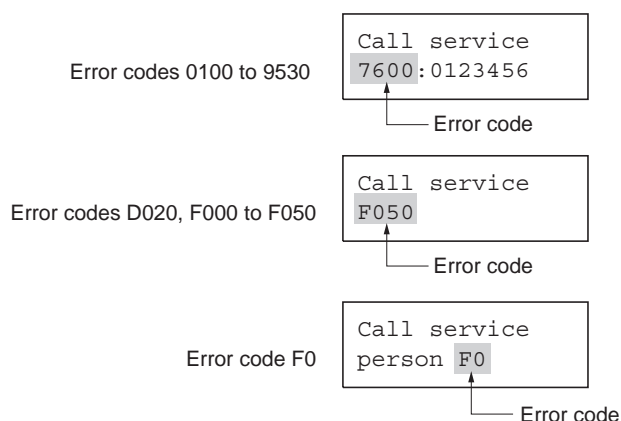 Error codes 0100 to 9530
Call service
7600:0123456
Error code
Error codes D020, F000 to F050
Call service
F050
Error code
Error code F0
Call service
person F0
Error code